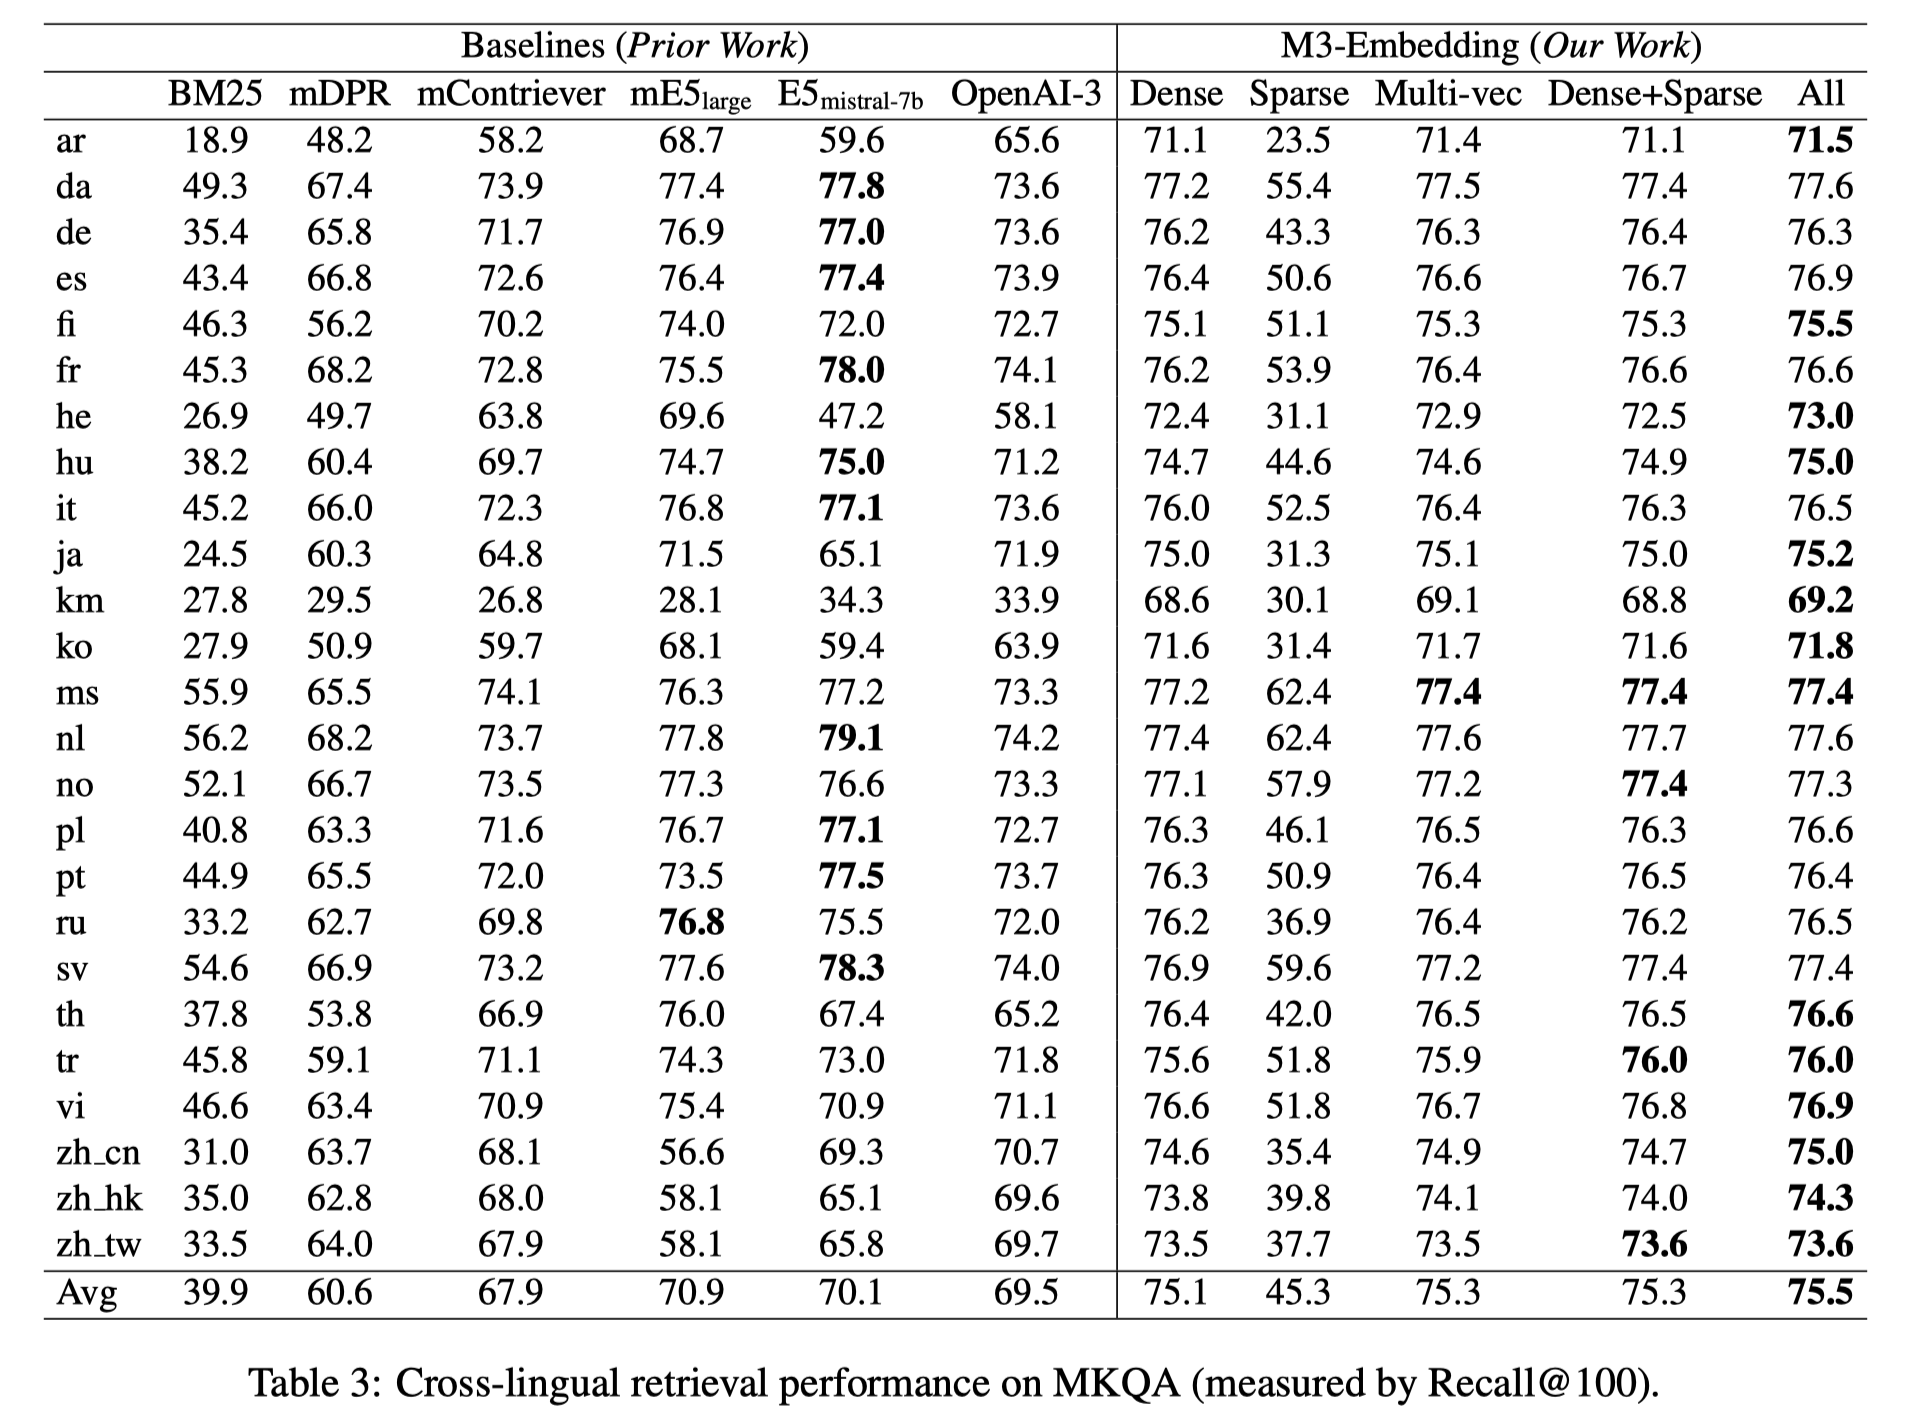 Baselines (Prior Work) M3-Embedding (Our Work)
BM25 mDPR mContriever mE5large E5mistral-7b OpenAI-3 Dense Sparse Multi-vec Dense+Sparse All
ar 18.9 48.2 58.2 68.7 59.6 65.6 71.1 23.5 71.4 71.1 71.5
da 49.3 67.4 73.9 77.4 77.8 73.6 77.2 55.4 77.5 77.4 77.6
de 35.4 65.8 71.7 76.9 77.0 73.6 76.2 43.3 76.3 76.4 76.3
es 43.4 66.8 72.6 76.4 77.4 73.9 76.4 50.6 76.6 76.7 76.9
fi 46.3 56.2 70.2 74.0 72.0 72.7 75.1 51.1 75.3 75.3 75.5
fr 45.3 68.2 72.8 75.5 78.0 74.1 76.2 53.9 76.4 76.6 76.6
he 26.9 49.7 63.8 69.6 47.2 58.1 72.4 31.1 72.9 72.5 73.0
hu 38.2 60.4 69.7 74.7 75.0 71.2 74.7 44.6 74.6 74.9 75.0
it 45.2 66.0 72.3 76.8 77.1 73.6 76.0 52.5 76.4 76.3 76.5
ja 24.5 60.3 64.8 71.5 65.1 71.9 75.0 31.3 75.1 75.0 75.2
km 27.8 29.5 26.8 28.1 34.3 33.9 68.6 30.1 69.1 68.8 69.2
ko 27.9 50.9 59.7 68.1 59.4 63.9 71.6 31.4 71.7 71.6 71.8
ms 55.9 65.5 74.1 76.3 77.2 73.3 77.2 62.4 77.4 77.4 77.4
nl 56.2 68.2 73.7 77.8 79.1 74.2 77.4 62.4 77.6 77.7 77.6
no 52.1 66.7 73.5 77.3 76.6 73.3 77.1 57.9 77.2 77.4 77.3
pl 40.8 63.3 71.6 76.7 77.1 72.7 76.3 46.1 76.5 76.3 76.6
pt 44.9 65.5 72.0 73.5 77.5 73.7 76.3 50.9 76.4 76.5 76.4
ru 33.2 62.7 69.8 76.8 75.5 72.0 76.2 36.9 76.4 76.2 76.5
sv 54.6 66.9 73.2 77.6 78.3 74.0 76.9 59.6 77.2 77.4 77.4
th 37.8 53.8 66.9 76.0 67.4 65.2 76.4 42.0 76.5 76.5 76.6
tr 45.8 59.1 71.1 74.3 73.0 71.8 75.6 51.8 75.9 76.0 76.0
vi 46.6 63.4 70.9 75.4 70.9 71.1 76.6 51.8 76.7 76.8 76.9
zh_cn 31.0 63.7 68.1 56.6 69.3 70.7 74.6 35.4 74.9 74.7 75.0
zh_hk 35.0 62.8 68.0 58.1 65.1 69.6 73.8 39.8 74.1 74.0 74.3
zh_tw 33.5 64.0 67.9 58.1 65.8 69.7 73.5 37.7 73.5 73.6 73.6
Avg 39.9 60.6 67.9 70.9 70.1 69.5 75.1 45.3 75.3 75.3 75.5
Table 3: Cross-lingual retrieval performance on MKQA (measured by Recall@100).